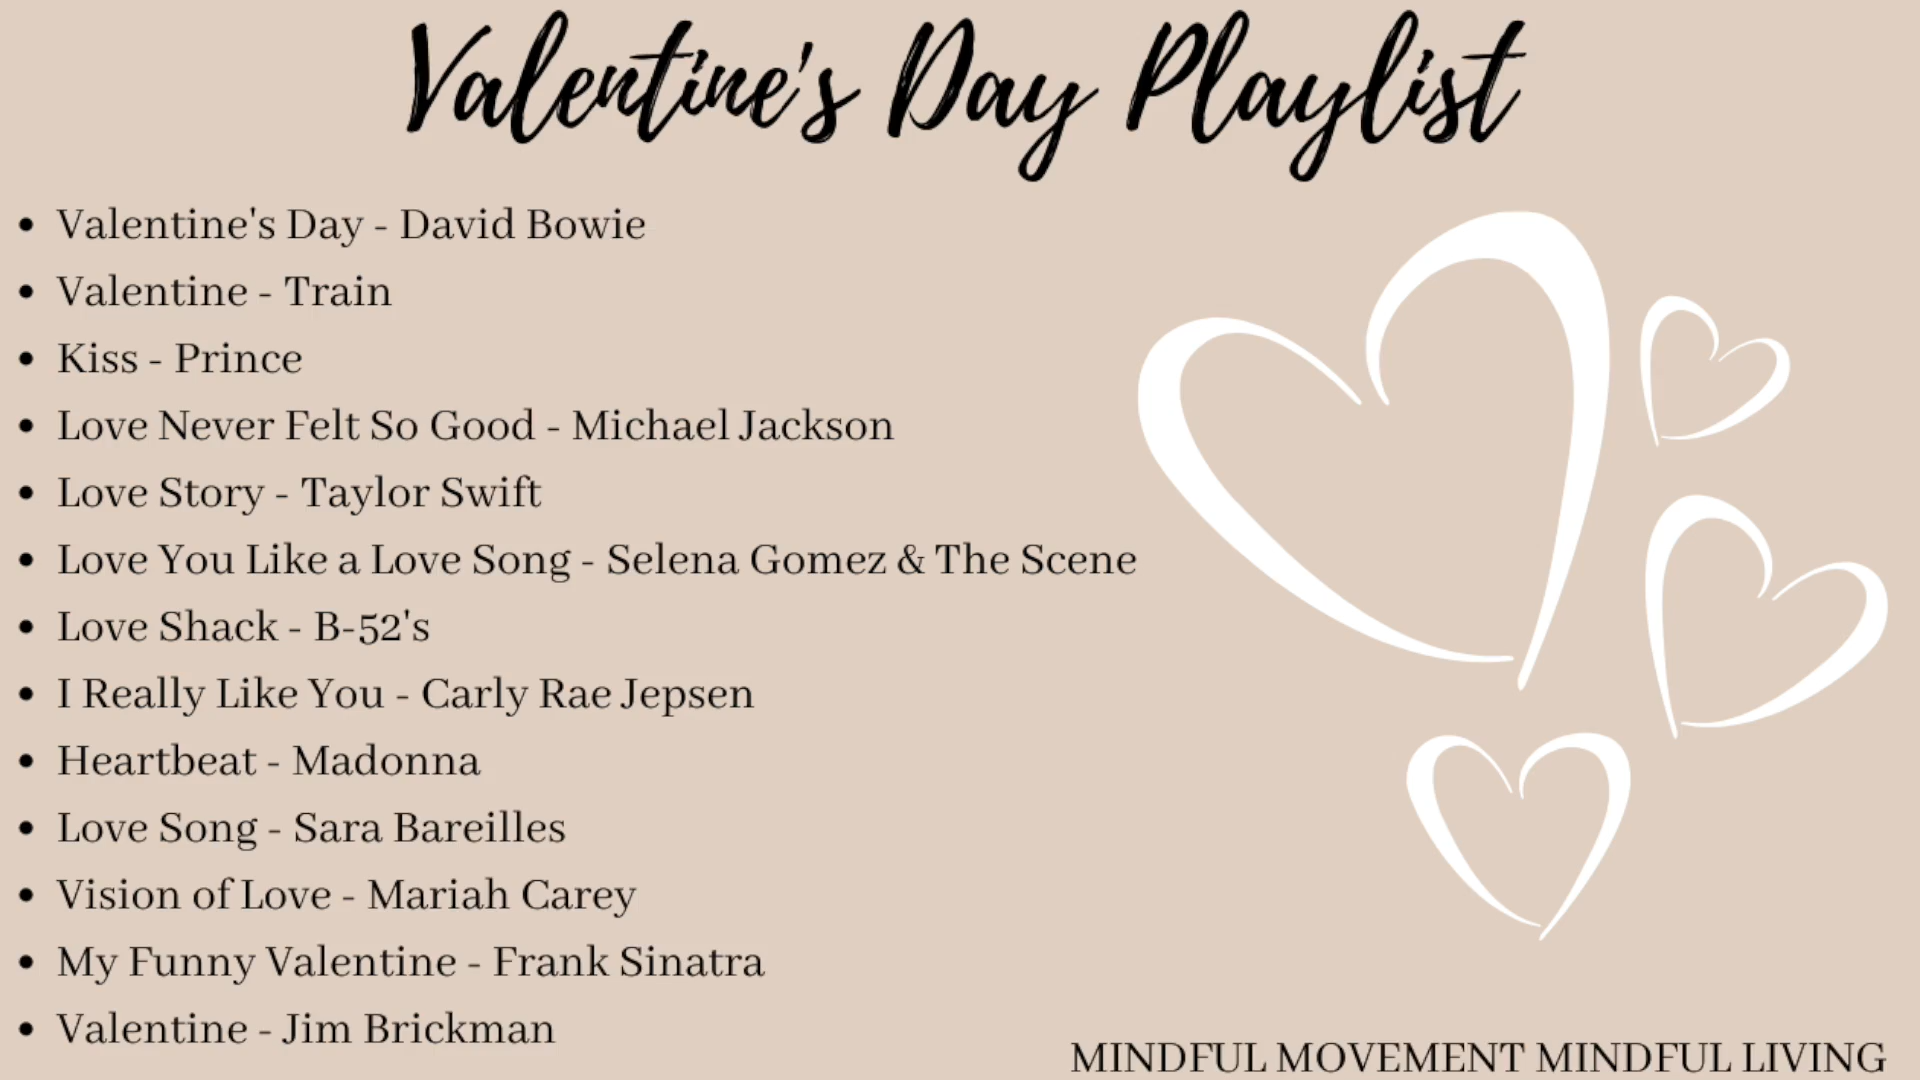 Valentine's Day Playlist
• Valentine's Day - David Bowie
• Valentine - Train
• Kiss - Prince
• Love Never Felt So Good - Michael Jackson
• Love Story - Taylor Swift
• Love You Like a Love Song - Selena Gomez & The Scene
• Love Shack - B-52's
• I Really Like You - Carly Rae Jepsen
• Heartbeat - Madonna
• Love Song - Sara Bareilles
• Vision of Love - Mariah Carey
• My Funny Valentine - Frank Sinatra
• Valentine - Jim Brickman
MINDFUL MOVEMENT MINDFUL LIVING